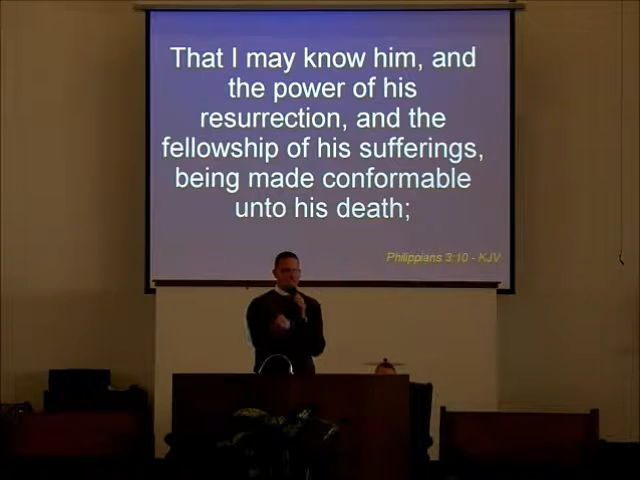 That I may know him, and
the power of his
resurrection, and the
fellowship of his sufferings,
being made conformable
unto his death;
Philippians 3:10 - KJV